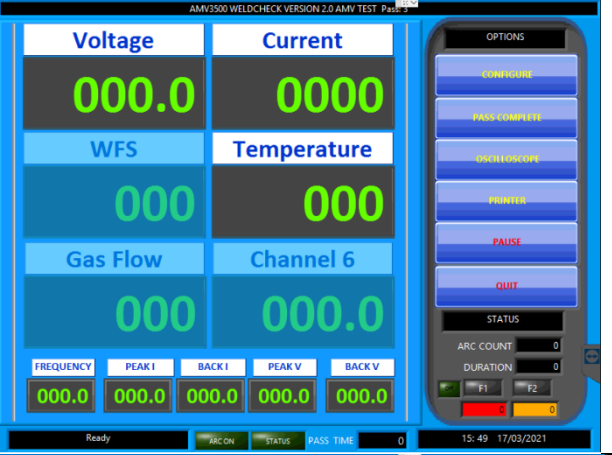 AMV3500 WELDCHECK VERSION 2.0 AMV TEST Pass: 3
Voltage Current
000.0 0000
WFS Temperature
000 000
Gas Flow Channel 6
000 000.0
FREQUENCY PEAK I BACK I PEAK V BACK V
000.0 000.0 000.0 000.0 000.0
Ready ARC ON STATUS PASS TIME 0
OPTIONS
CONFIGURE
PASS COMPLETE
OSCILLOSCOPE
PRINTER
PAUSE
QUIT
STATUS
ARC COUNT 0
DURATION 0
F1 F2
0 0
15: 49 17/03/2021